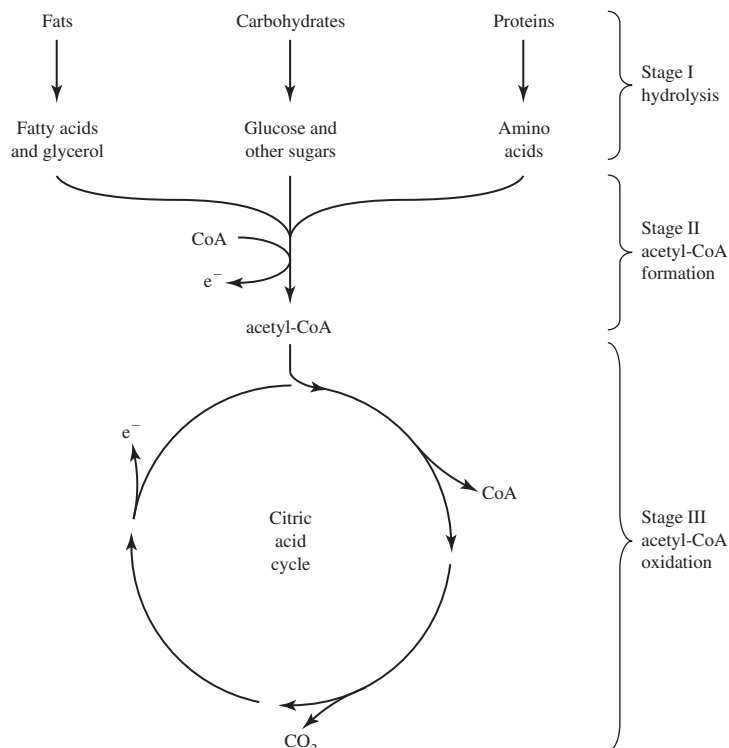 Fats
Carbohydrates
Proteins
Stage I
hydrolysis
Fatty acids
and glycerol
Glucose and
other sugars
Amino
acids
CoA
e⁻
Stage II
acetyl-CoA
formation
acetyl-CoA
e⁻
CoA
Citric
acid
cycle
Stage III
acetyl-CoA
oxidation
CO₂